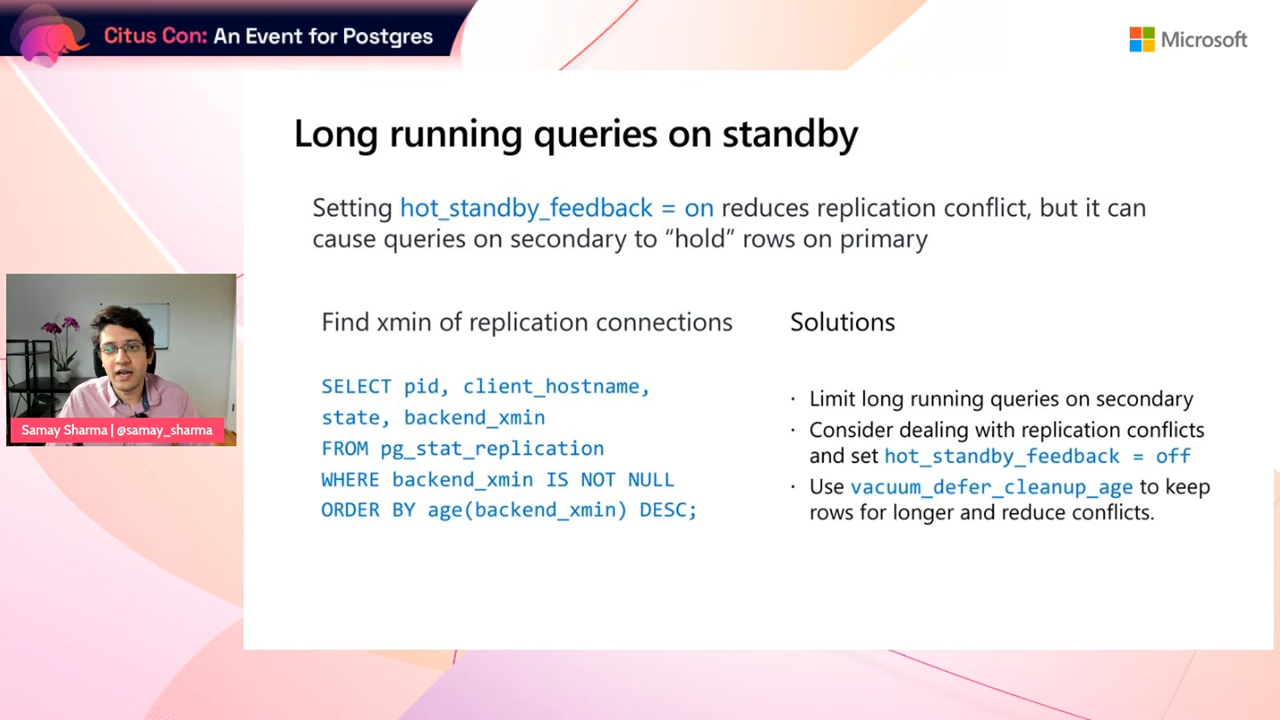 Citus Con: An Event for Postgres
Microsoft
Long running queries on standby
Setting hot_standby_feedback = on reduces replication conflict, but it can
cause queries on secondary to “hold” rows on primary
Find xmin of replication connections
SELECT pid, client_hostname,
state, backend_xmin
FROM pg_stat_replication
WHERE backend_xmin IS NOT NULL
ORDER BY age(backend_xmin) DESC;
Solutions
· Limit long running queries on secondary
· Consider dealing with replication conflicts
and set hot_standby_feedback = off
· Use vacuum_defer_cleanup_age to keep
rows for longer and reduce conflicts.
Samay Sharma | @samay_sharma